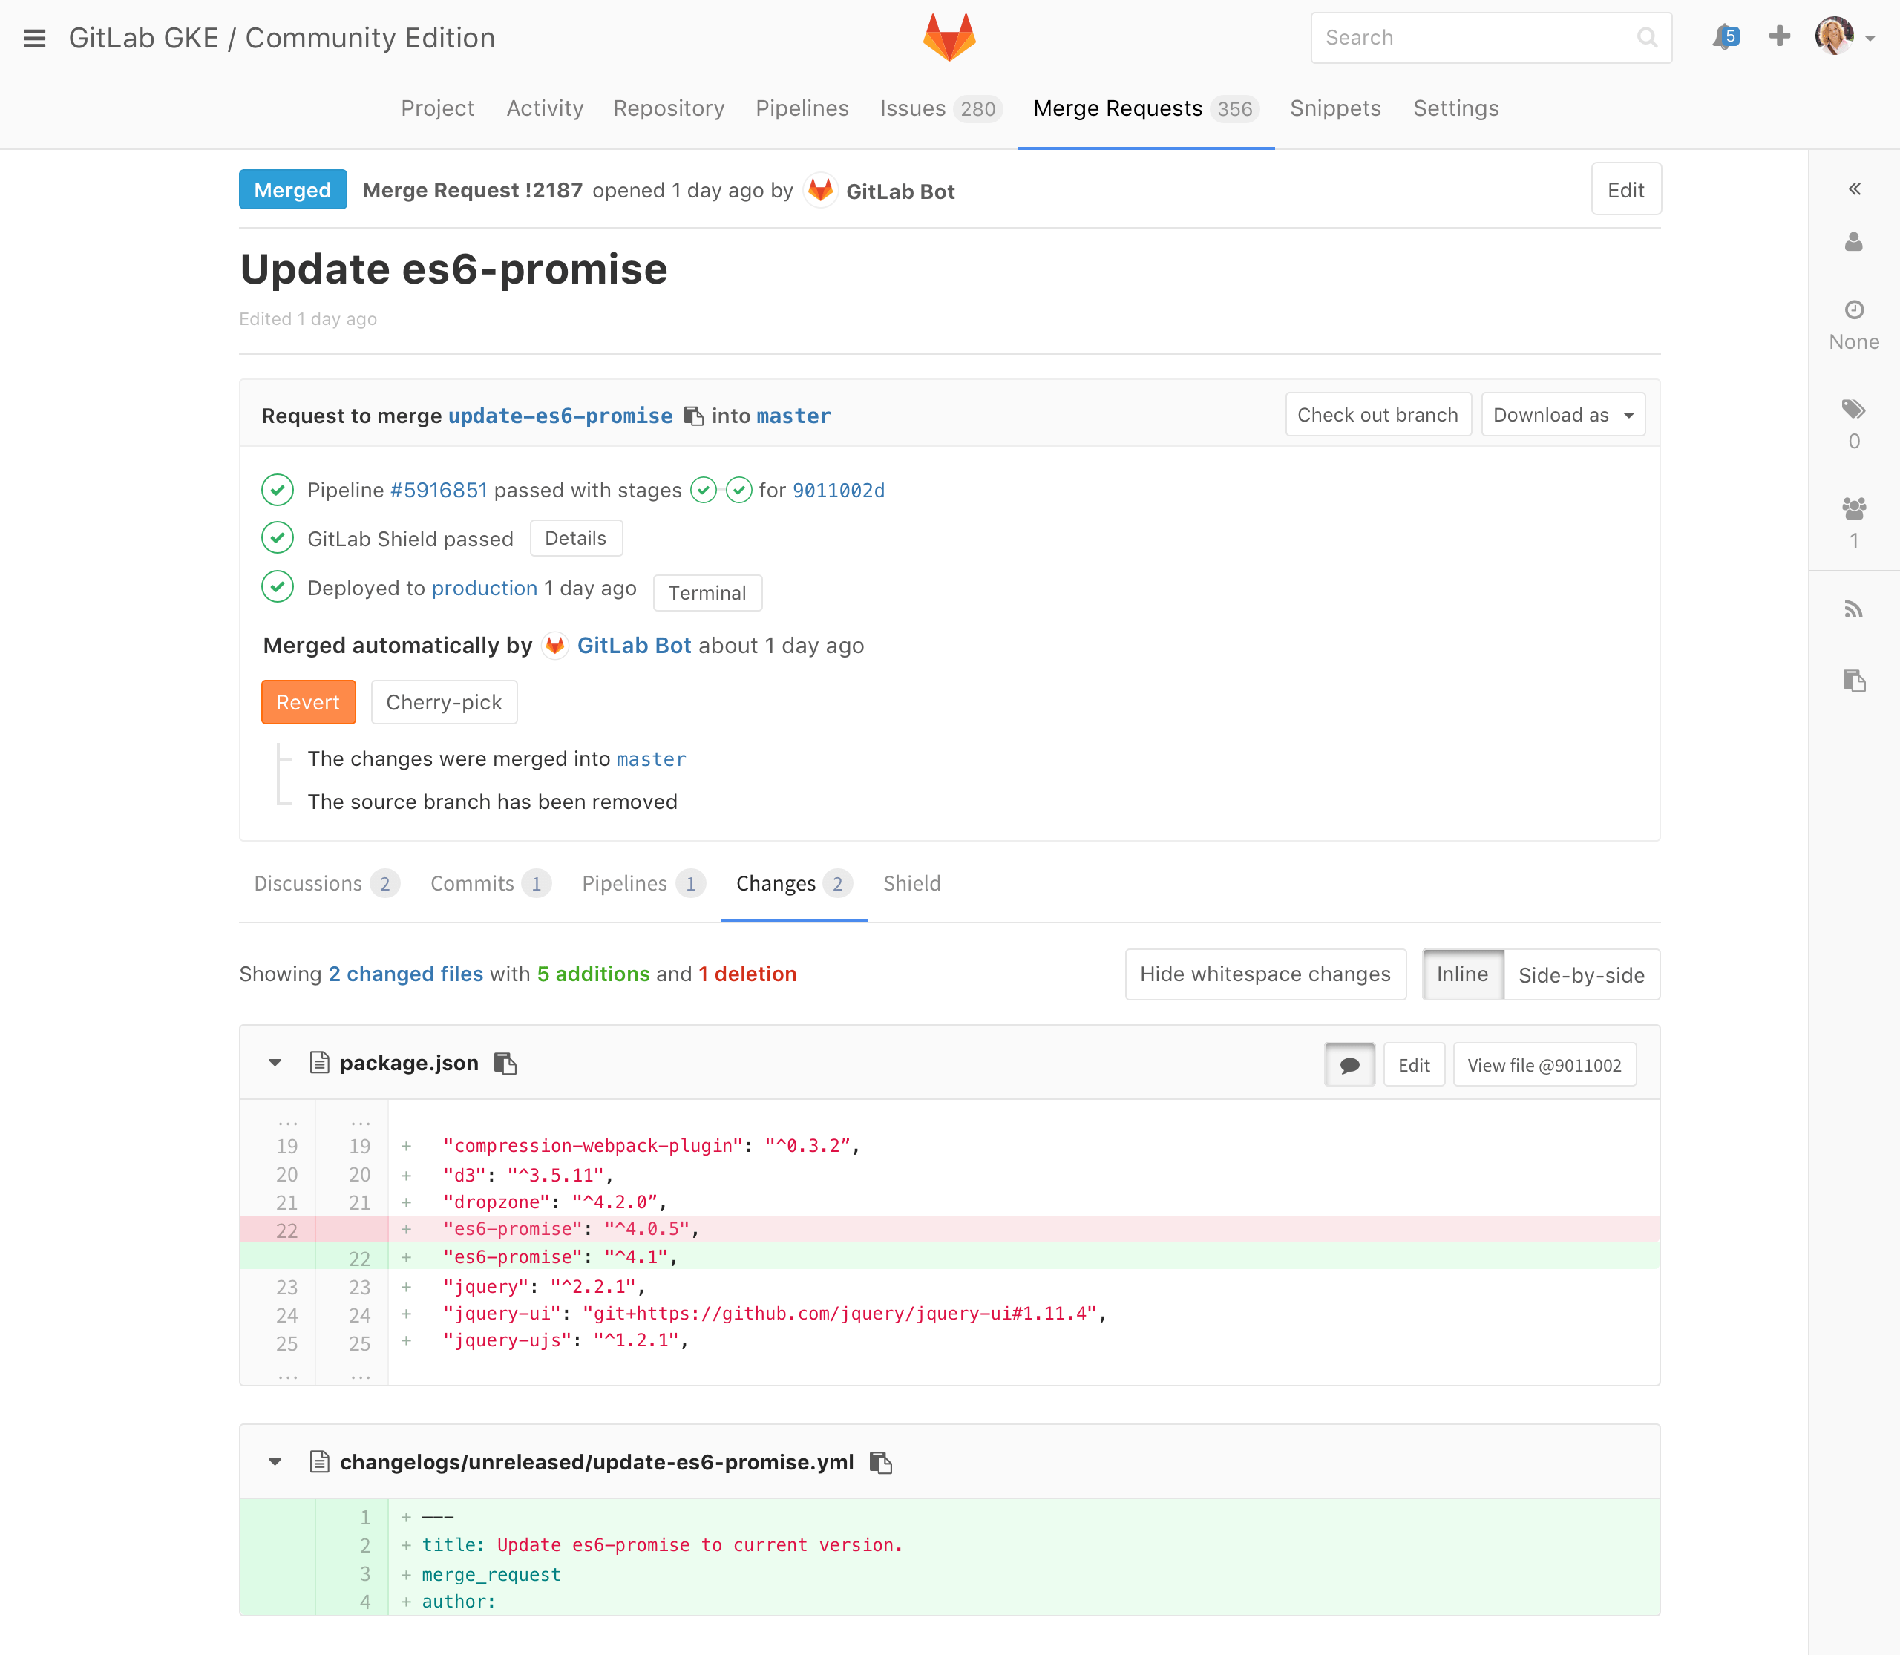 GitLab GKE / Community Edition
Search
5
Project Activity Repository Pipelines Issues 280 Merge Requests 356 Snippets Settings
Merged Merge Request !2187 opened 1 day ago by GitLab Bot
Edit
«
Update es6-promise
Edited 1 day ago
None
0
1
Request to merge update-es6-promise into master
Check out branch
Download as
Pipeline #5916851 passed with stages for 9011002d
GitLab Shield passed Details
Deployed to production 1 day ago Terminal
Merged automatically by GitLab Bot about 1 day ago
Revert Cherry-pick
The changes were merged into master
The source branch has been removed
Discussions 2 Commits 1 Pipelines 1 Changes 2 Shield
Showing 2 changed files with 5 additions and 1 deletion
Hide whitespace changes
Inline Side-by-side
package.json
Edit
View file @9011002
... ...
19 19 + "compression-webpack-plugin": "^0.3.2”,
20 20 + "d3": "^3.5.11",
21 21 + "dropzone": "^4.2.0”,
22 + "es6-promise": "^4.0.5",
22 + "es6-promise": "^4.1",
23 23 + "jquery": "^2.2.1",
24 24 + "jquery-ui": "git+https://github.com/jquery/jquery-ui#1.11.4",
25 25 + "jquery-ujs": "^1.2.1",
... ...
changelogs/unreleased/update-es6-promise.yml
1 + ---
2 + title: Update es6-promise to current version.
3 + merge_request
4 + author: